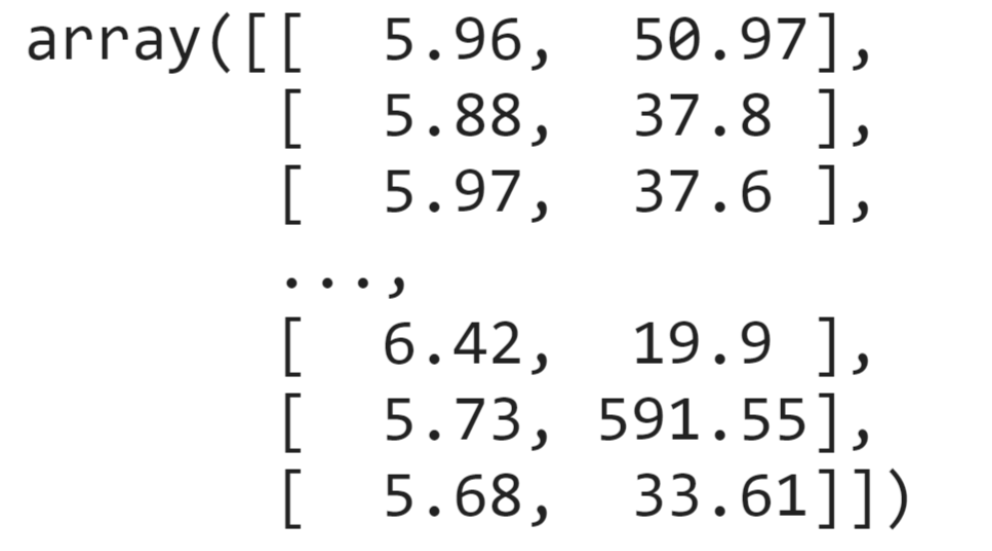 array([[  5.96,  50.97],
       [  5.88,  37.8 ],
       [  5.97,  37.6 ],
       ...,
       [  6.42,  19.9 ],
       [  5.73, 591.55],
       [  5.68,  33.61]])